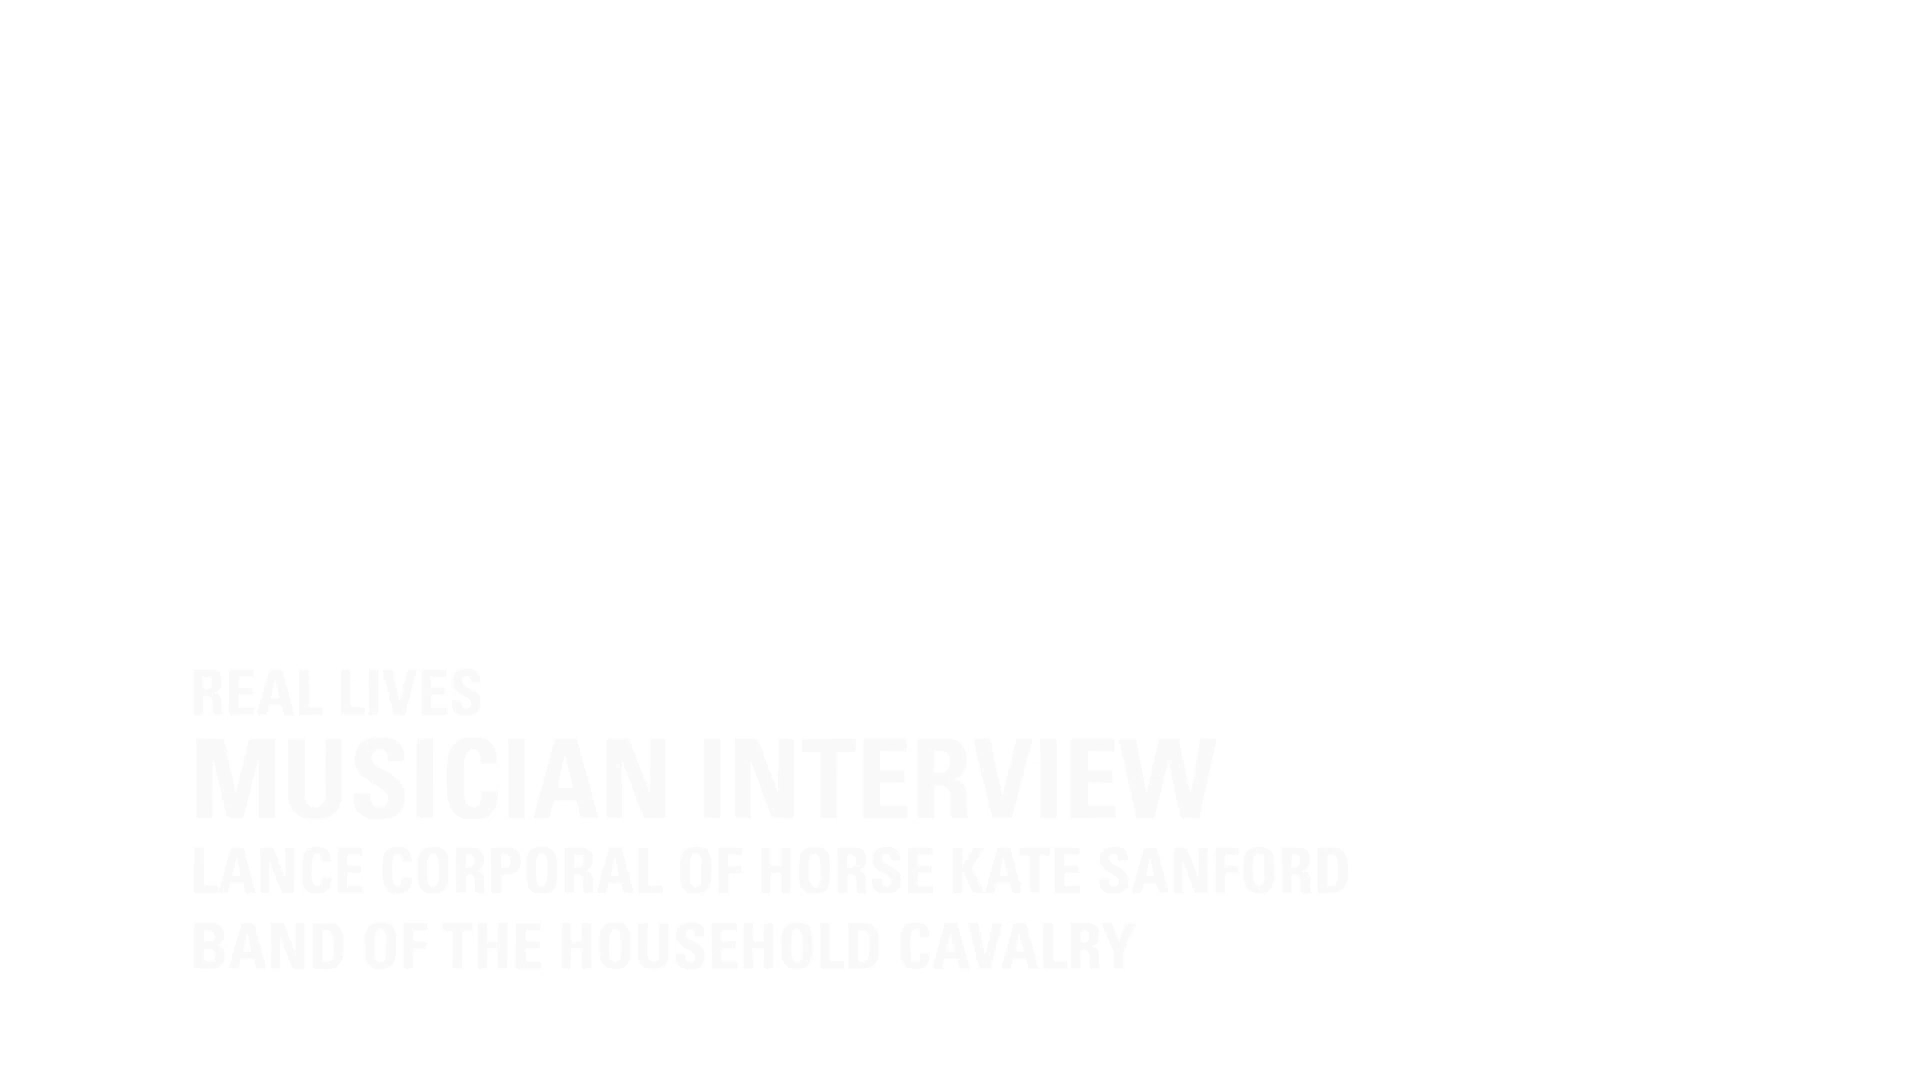 REAL LIVES
MUSICIAN INTERVIEW
LANCE CORPORAL OF HORSE KATE SANFORD
BAND OF THE HOUSEHOLD CAVALRY